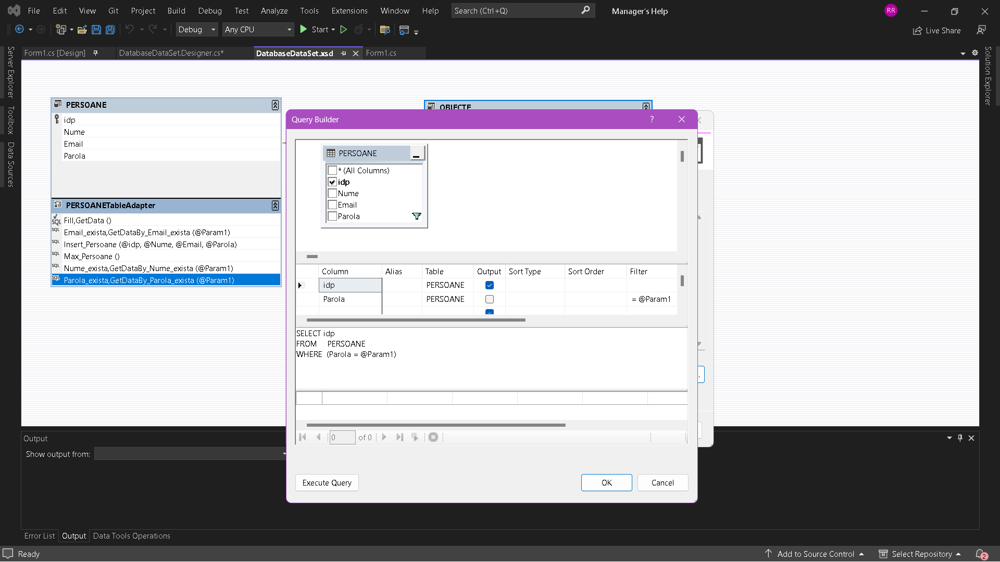 File Edit View Git Project Build Debug Test Analyze Tools Extensions Window Help Search (Ctrl+Q) Manager's Help RR
Debug Any CPU Start Live Share
Form1.cs [Design] DatabaseDataSet.Designer.cs* DatabaseDataSet.xsd Form1.cs
Server Explorer
Toolbox
Data Sources
Solution Explorer
PERSOANE
idp
Nume
Email
Parola
PERSOANETableAdapter
Fill,GetData ()
Email_exista,GetDataBy_Email_exista (@Param1)
Insert_Persoane (@idp, @Nume, @Email, @Parola)
Max_Persoane ()
Nume_exista,GetDataBy_Nume_exista (@Param1)
Parola_exista,GetDataBy_Parola_exista (@Param1)
SQL
SQL
SQL
SQL
SQL
SQL
OBIECTE
Query Builder ?
PERSOANE
* (All Columns)
idp
Nume
Email
Parola
Column Alias Table Output Sort Type Sort Order Filter
idp PERSOANE
Parola PERSOANE = @Param1
SELECT idp
FROM PERSOANE
WHERE (Parola = @Param1)
0 of 0
Execute Query OK Cancel
Output
Show output from:
Error List Output Data Tools Operations
Ready Add to Source Control Select Repository 2